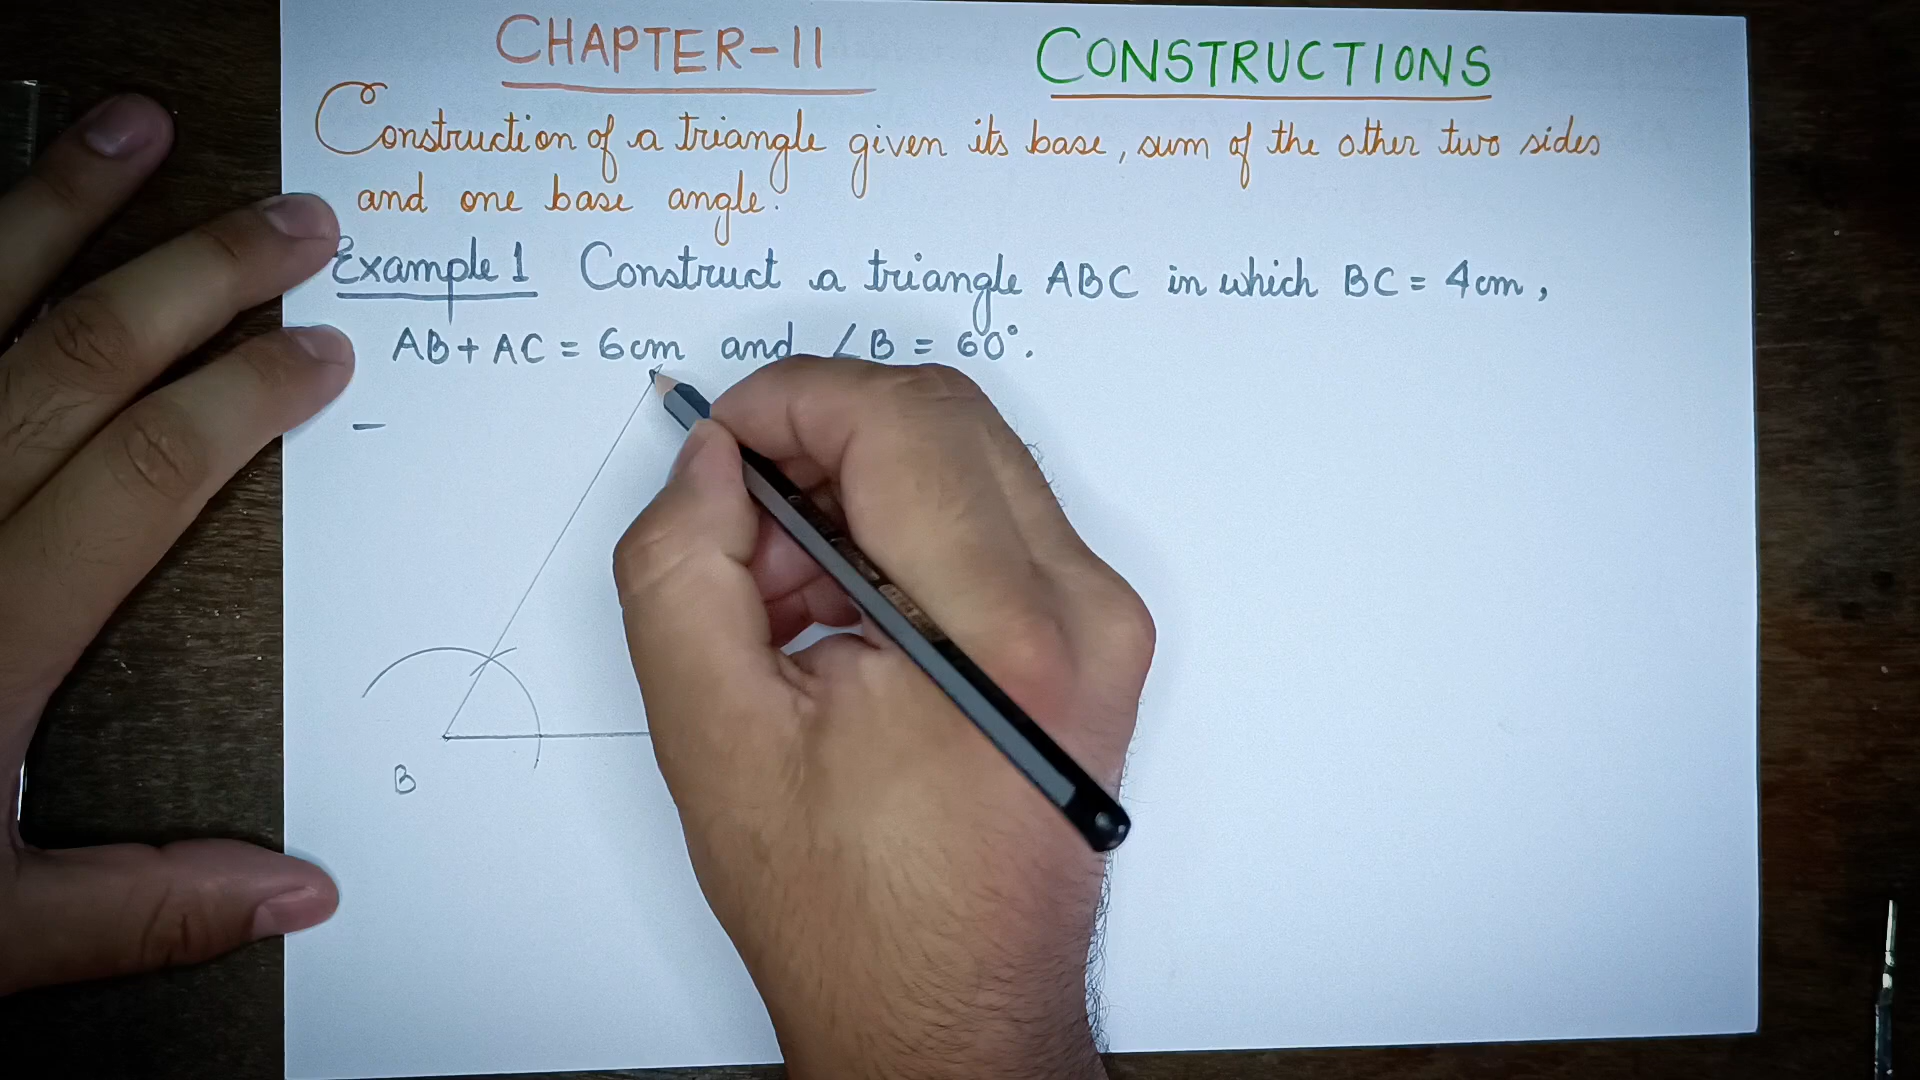 CHAPTER-11 CONSTRUCTIONS
Construction of a triangle given its base, sum of the other two sides
and one base angle.
Example 1 Construct a triangle ABC in which BC = 4cm,
AB + AC = 6cm and ∠B = 60°.
B